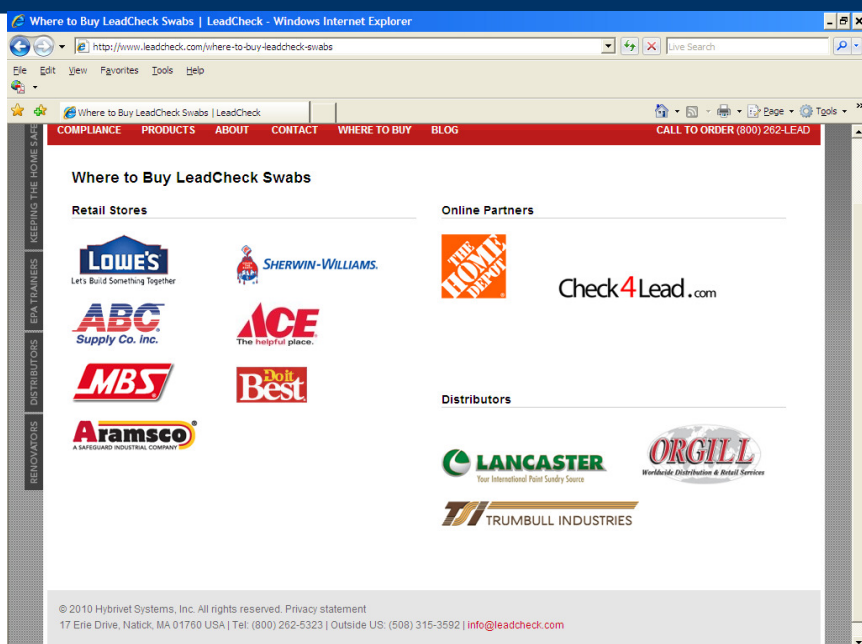 Where to Buy LeadCheck Swabs | LeadCheck - Windows Internet Explorer
http://www.leadcheck.com/where-to-buy-leadcheck-swabs
Live Search
File Edit View Favorites Tools Help
Where to Buy LeadCheck Swabs | LeadCheck
Page Tools
COMPLIANCE PRODUCTS ABOUT CONTACT WHERE TO BUY BLOG CALL TO ORDER (800) 262-LEAD
KEEPING THE HOME SAFE
EPA TRAINERS
DISTRIBUTORS
RENOVATORS
Where to Buy LeadCheck Swabs
Retail Stores
LOWE'S
Lets Build Something Together
SHERWIN-WILLIAMS.
ABC
Supply Co. Inc.
ACE
The helpful place.
MBS
Do it
Best
Aramsco
A SAFEGUARD INDUSTRIAL COMPANY
Online Partners
THE
HOME
DEPOT
Check4Lead.com
Distributors
LANCASTER
Your International Paint Sundry Source
ORGILL
Worldwide Distribution & Retail Services
TSI TRUMBULL INDUSTRIES
© 2010 Hybrivet Systems, Inc. All rights reserved. Privacy statement
17 Erie Drive, Natick, MA 01760 USA | Tel: (800) 262-5323 | Outside US: (508) 315-3592 | info@leadcheck.com